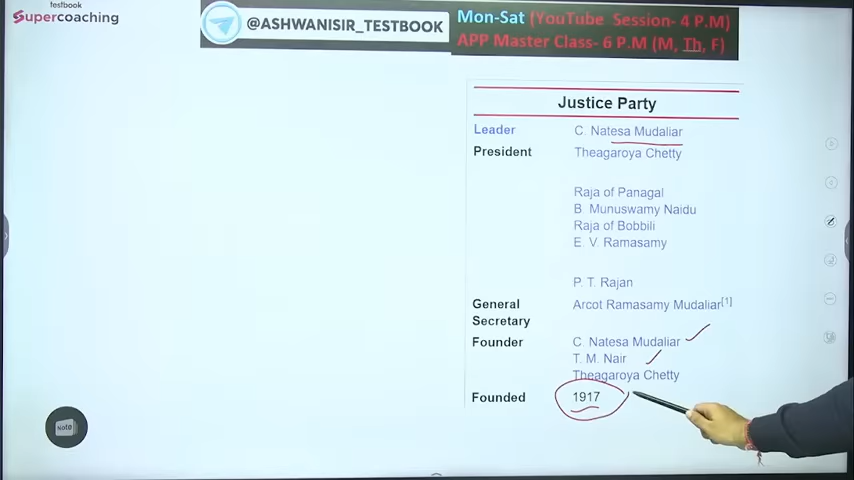 testbook
Supercoaching
@ASHWANISIR_TESTBOOK
Mon-Sat (YouTube Session- 4 P.M)
APP Master Class- 6 P.M (M, Th, F)
Justice Party
Leader C. Natesa Mudaliar
President Theagaroya Chetty
Raja of Panagal
B. Munuswamy Naidu
Raja of Bobbili
E. V. Ramasamy
P. T. Rajan
General Arcot Ramasamy Mudaliar[1]
Secretary
Founder C. Natesa Mudaliar
T. M. Nair
Theagaroya Chetty
Founded 1917
Note